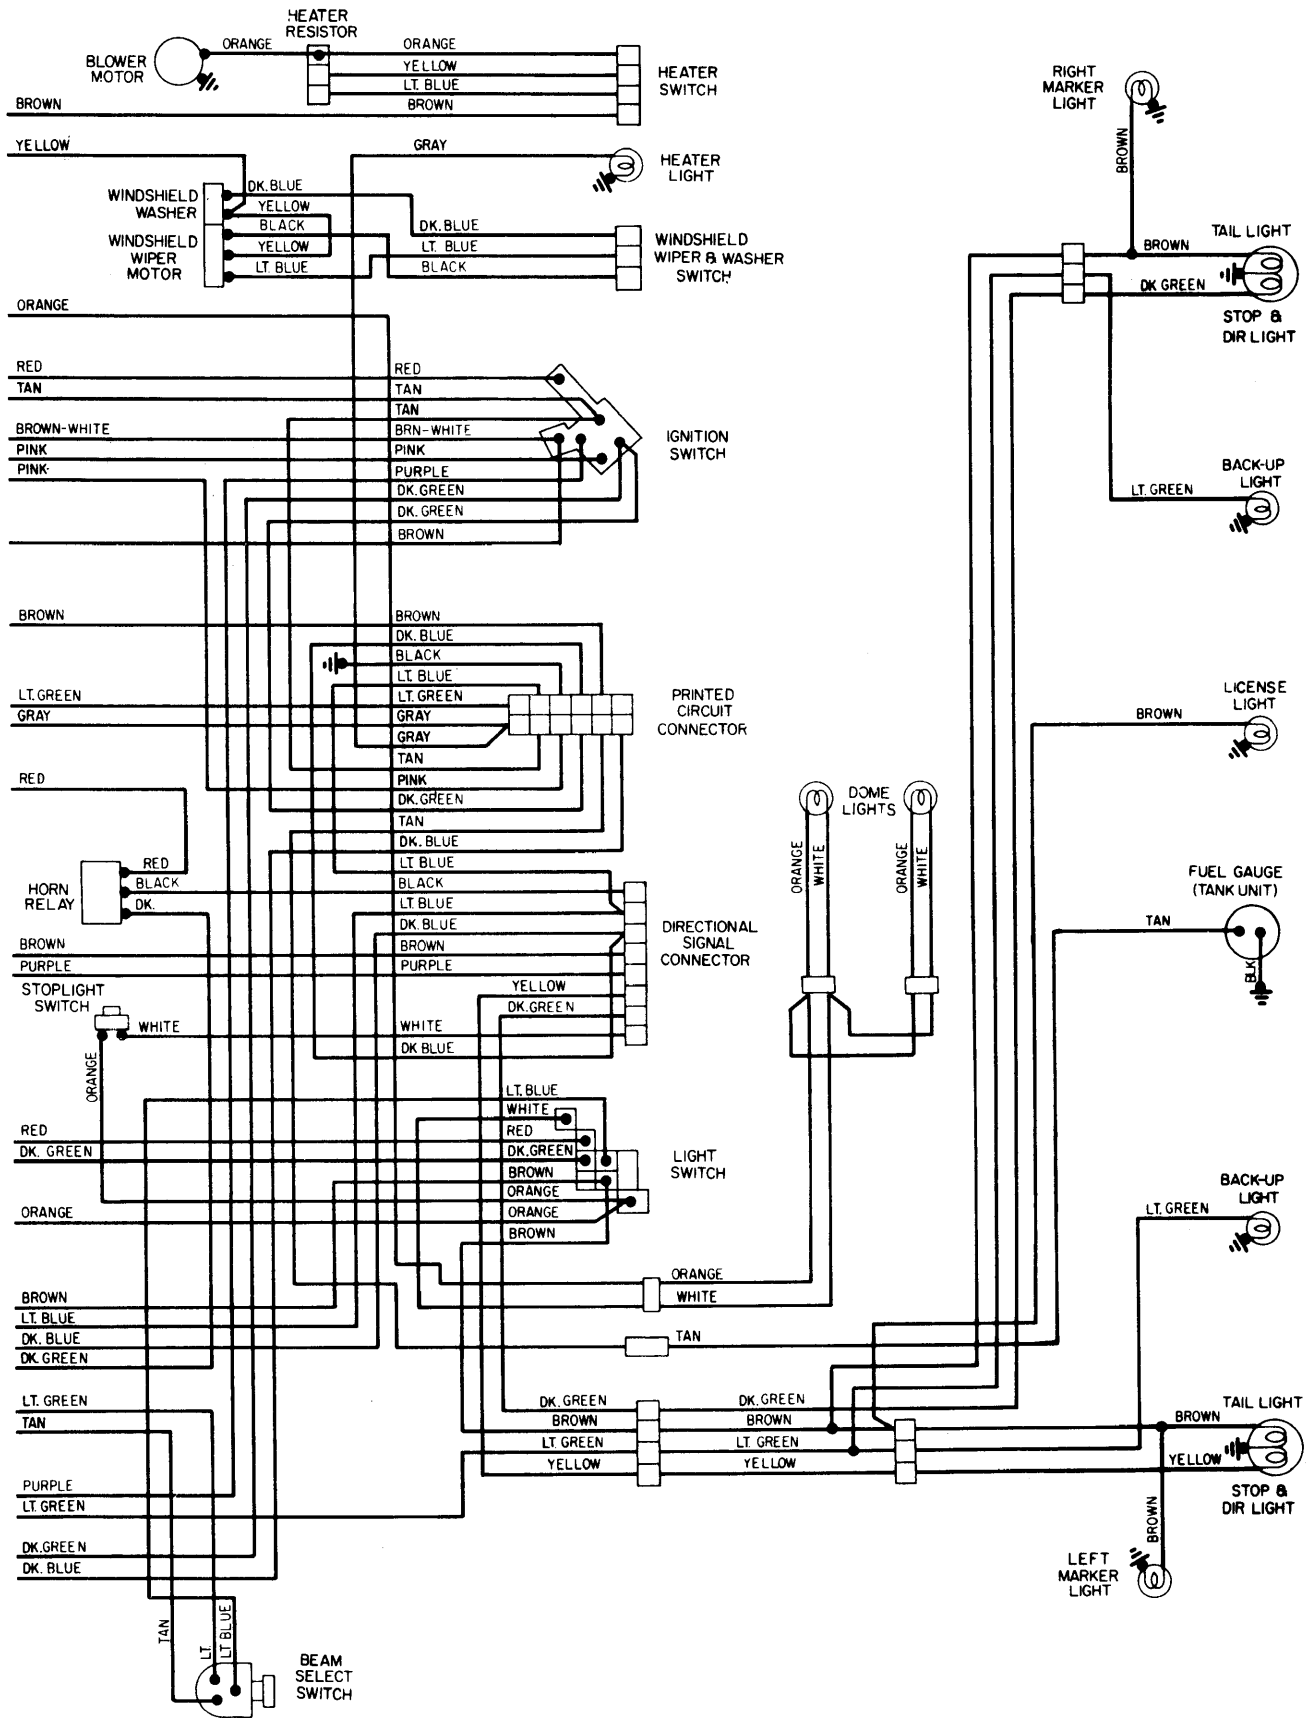 HEATER
RESISTOR
ORANGE
ORANGE
BLOWER
MOTOR
YELLOW
LT. BLUE
BROWN
BROWN
HEATER
SWITCH
RIGHT
MARKER
LIGHT
BROWN
YELLOW
GRAY
HEATER
LIGHT
WINDSHIELD
WASHER
WINDSHIELD
WIPER
MOTOR
DK. BLUE
YELLOW
BLACK
YELLOW
LT. BLUE
DK. BLUE
LT. BLUE
BLACK
WINDSHIELD
WIPER & WASHER
SWITCH
BROWN
TAIL LIGHT
DK GREEN
STOP &
DIR LIGHT
ORANGE
RED
TAN
BROWN-WHITE
PINK
PINK
RED
TAN
TAN
BRN-WHITE
PINK
PURPLE
DK. GREEN
DK. GREEN
BROWN
IGNITION
SWITCH
BACK-UP
LIGHT
LT. GREEN
BROWN
LT. GREEN
GRAY
BROWN
DK. BLUE
BLACK
LT. BLUE
LT. GREEN
GRAY
GRAY
TAN
PINK
DK. GREEN
TAN
DK. BLUE
LT BLUE
PRINTED
CIRCUIT
CONNECTOR
LICENSE
LIGHT
BROWN
RED
HORN
RELAY
RED
BLACK
DK.
BLACK
LT. BLUE
DK. BLUE
BROWN
PURPLE
YELLOW
DK. GREEN
WHITE
DK BLUE
DIRECTIONAL
SIGNAL
CONNECTOR
DOME
LIGHTS
ORANGE
WHITE
ORANGE
WHITE
FUEL GAUGE
(TANK UNIT)
TAN
BLK
BROWN
PURPLE
STOPLIGHT
SWITCH
WHITE
ORANGE
RED
DK. GREEN
ORANGE
LT. BLUE
WHITE
RED
DK. GREEN
BROWN
ORANGE
ORANGE
BROWN
LIGHT
SWITCH
BACK-UP
LIGHT
LT. GREEN
ORANGE
WHITE
TAN
BROWN
LT. BLUE
DK. BLUE
DK. GREEN
LT. GREEN
TAN
PURPLE
LT. GREEN
DK. GREEN
DK. BLUE
DK. GREEN
BROWN
LT. GREEN
YELLOW
DK. GREEN
BROWN
LT. GREEN
YELLOW
TAIL LIGHT
BROWN
YELLOW
STOP &
DIR LIGHT
BROWN
LEFT
MARKER
LIGHT
TAN
LT.
LT BLUE
BEAM
SELECT
SWITCH